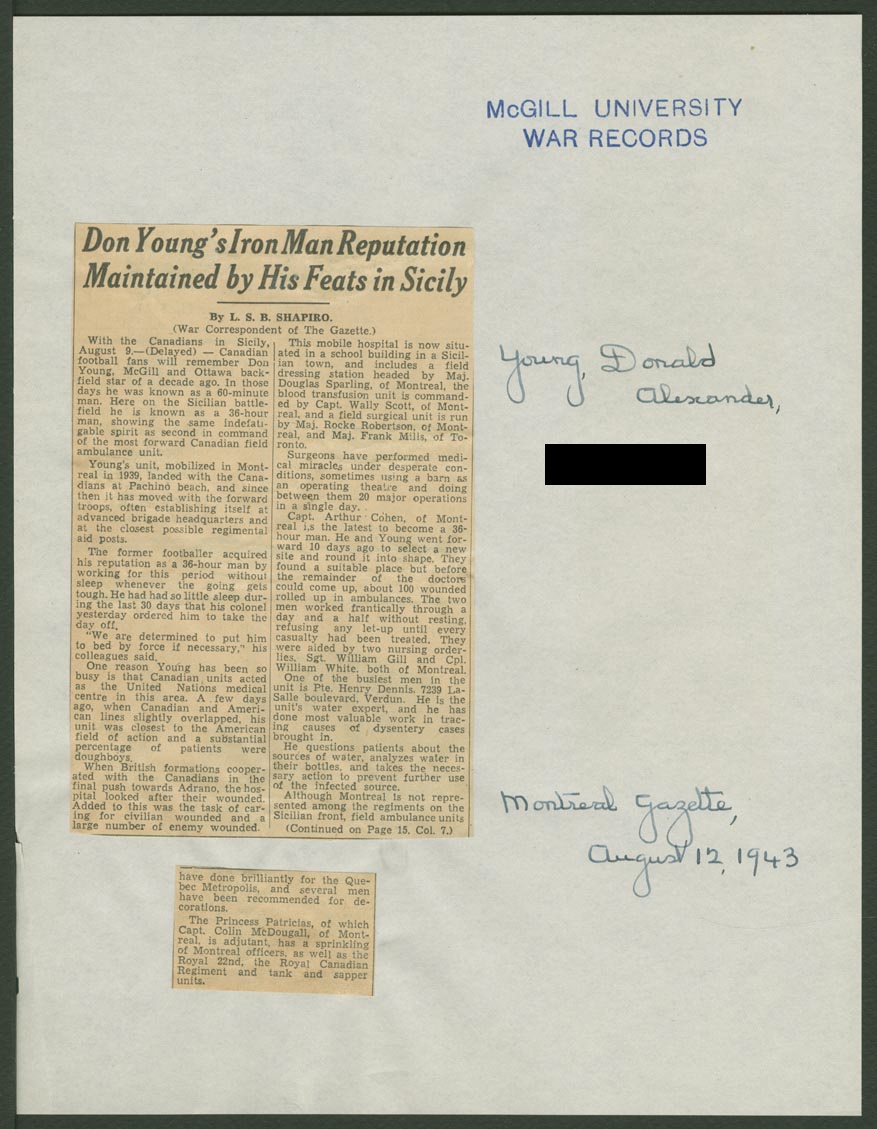 McGILL UNIVERSITY
WAR RECORDS
Don Young's Iron Man Reputation
Maintained by His Feats in Sicily
By L. S. B. SHAPIRO.
(War Correspondent of The Gazette.)
With the Canadians in Sicily,
August 9.—(Delayed) — Canadian
football fans will remember Don
Young, McGill and Ottawa back-
field star of a decade ago. In those
days he was known as a 60-minute
man. Here on the Sicilian battle-
field he is known as a 36-hour
man, showing the same indefati-
gable spirit as second in command
of the most forward Canadian field
ambulance unit.
Young's unit, mobilized in Mont-
real in 1939, landed with the Cana-
dians at Pachino beach, and since
then it has moved with the forward
troops, often establishing itself at
advanced brigade headquarters and
at the closest possible regimental
aid posts.
The former footballer acquired
his reputation as a 36-hour man by
working for this period without
sleep whenever the going gets
tough. He had had so little sleep dur-
ing the last 30 days that his colonel
yesterday ordered him to take the
day off.
"We are determined to put him
to bed by force if necessary," his
colleagues said.
One reason Young has been so
busy is that Canadian units acted
as the United Nations medical
centre in this area. A few days
ago, when Canadian and Ameri-
can lines slightly overlapped, his
unit was closest to the American
field of action and a substantial
percentage of patients were
doughboys.
When British formations cooper-
ated with the Canadians in the
final push towards Adrano, the hos-
pital looked after their wounded.
Added to this was the task of car-
ing for civilian wounded and a
large number of enemy wounded.
This mobile hospital is now situ-
ated in a school building in a Sicil-
ian town, and includes a field
dressing station headed by Maj.
Douglas Sparling, of Montreal, the
blood transfusion unit is command-
ed by Capt. Wally Scott, of Mont-
real, and a field surgical unit is run
by Maj. Rocke Robertson, of Mont-
real, and Maj. Frank Mills, of To-
ronto.
Surgeons have performed medi-
cal miracles under desperate con-
ditions, sometimes using a barn as
an operating theatre and doing
between them 20 major operations
in a single day. .
Capt. Arthur Cohen, of Mont-
real i.s the latest to become a 36-
hour man. He and Young went for-
ward 10 days ago to select a new
site and round it into shape. They
found a suitable place but before
the remainder of the doctors
could come up, about 100 wounded
rolled up in ambulances. The two
men worked frantically through a
day and a half without resting,
refusing any let-up until every
casualty had been treated. They
were aided by two nursing order-
lies, Sgt. William Gill and Cpl.
William White, both of Montreal.
One of the busiest men in the
unit is Pte. Henry Dennis, 7239 La-
Salle boulevard, Verdun. He is the
unit's water expert, and he has
done most valuable work in trac-
ing causes of dysentery cases
brought in.
He questions patients about the
sources of water, analyzes water in
their bottles, and takes the neces-
sary action to prevent further use
of the infected source.
Although Montreal is not repre-
sented among the regiments on the
Sicilian front, field ambulance units
(Continued on Page 15, Col. 7.)
have done brilliantly for the Que-
bec Metropolis, and several men
have been recommended for de-
corations.
The Princess Patricias, of which
Capt. Colin McDougall, of Mont-
real, is adjutant, has a sprinkling
of Montreal officers, as well as the
Royal 22nd, the Royal Canadian
Regiment and tank and sapper
units.
Young, Donald
Alexander,
Montreal Gazette,
August 12, 1943